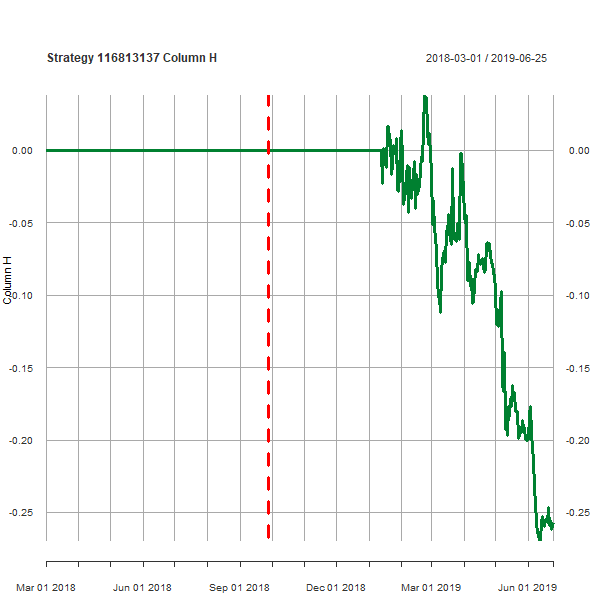 Strategy 116813137 Column H 2018-03-01 / 2019-06-25
0.00 0.00
-0.05 -0.05
Column H
-0.10 -0.10
-0.15 -0.15
-0.20 -0.20
-0.25 -0.25
Mar 01 2018 Jun 01 2018 Sep 01 2018 Dec 01 2018 Mar 01 2019 Jun 01 2019